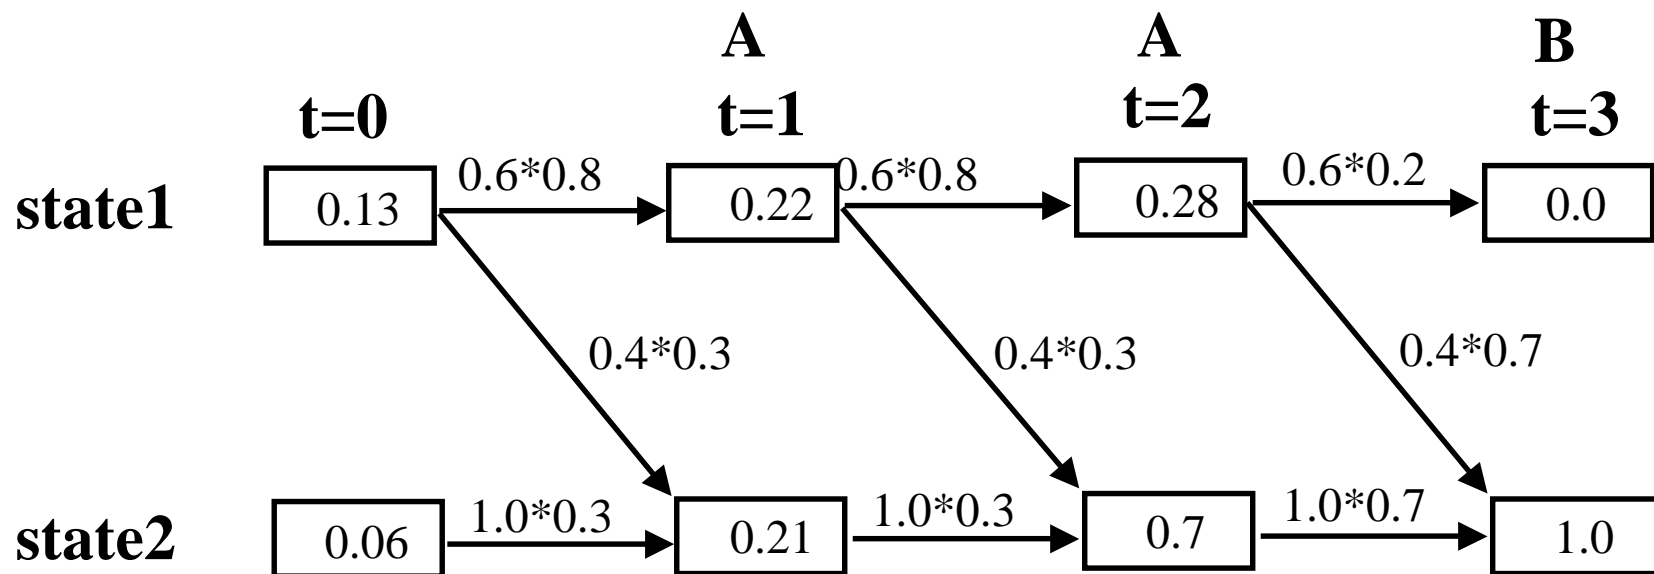 A A B
t=0 t=1 t=2 t=3
0.6*0.8 0.6*0.8 0.6*0.2
state1 0.13 0.22 0.28 0.0
0.4*0.3 0.4*0.3 0.4*0.7
1.0*0.3 1.0*0.3 1.0*0.7
state2 0.06 0.21 0.7 1.0